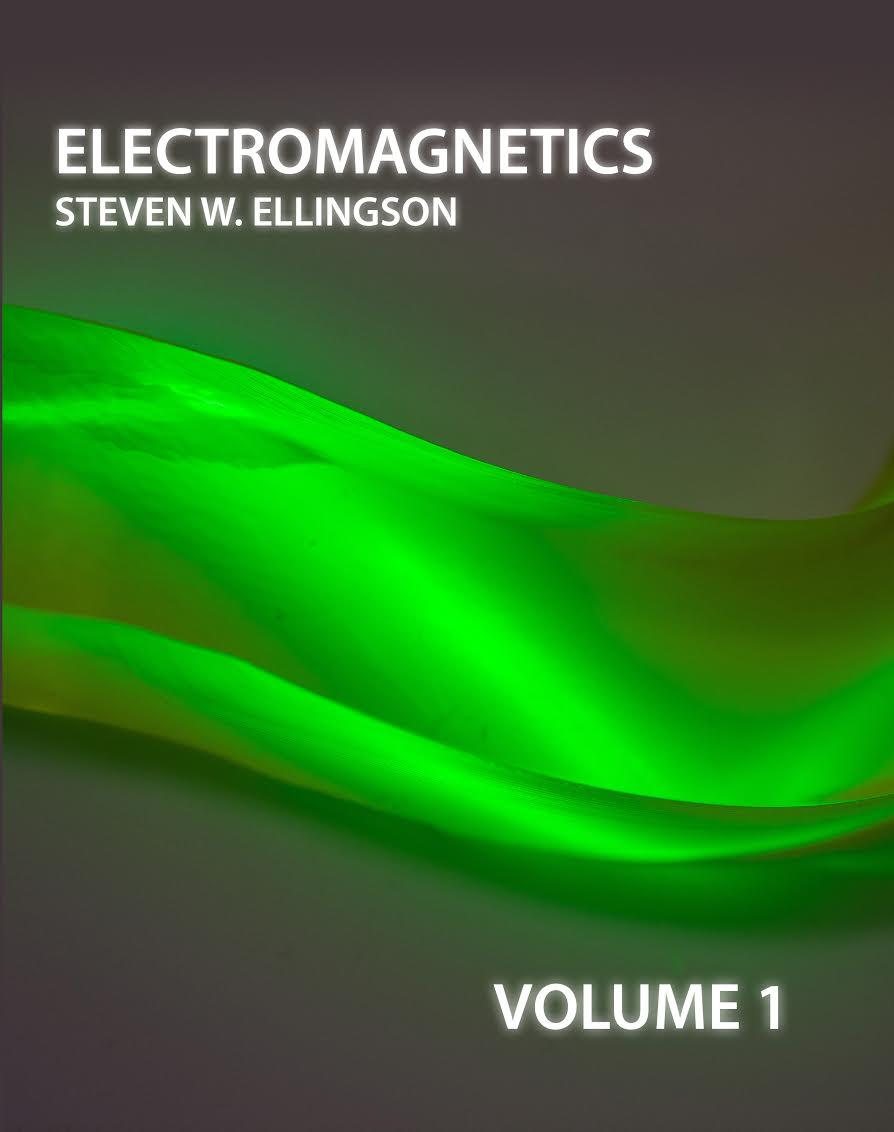 ELECTROMAGNETICS
STEVEN W. ELLINGSON
VOLUME 1